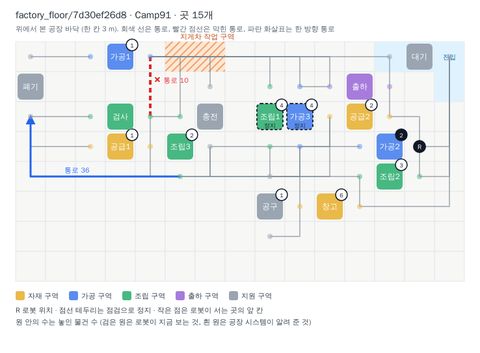 factory_floor/7d30ef26d8 · Camp91 · 곳 15개
위에서 본 공장 바닥 (한 칸 3 m). 회색 선은 통로, 빨간 점선은 막힌 통로, 파란 화살표는 한 방향 통로
지게차 작업 구역
가공1 1
대기
진입
폐기
✖ 통로 10
출하
검사
충전
조립1 4
정지
가공3 4
정지
공급2 2
공급1 1
조립3 2
가공2 2
R
통로 36
조립2 3
공구 1
창고 6
자재 구역
가공 구역
조립 구역
출하 구역
지원 구역
R 로봇 위치 · 점선 테두리는 점검으로 정지 · 작은 점은 로봇이 서는 곳의 앞 칸
원 안의 수는 놓인 물건 수 (검은 원은 로봇이 지금 보는 것, 흰 원은 공장 시스템이 알려 준 것)